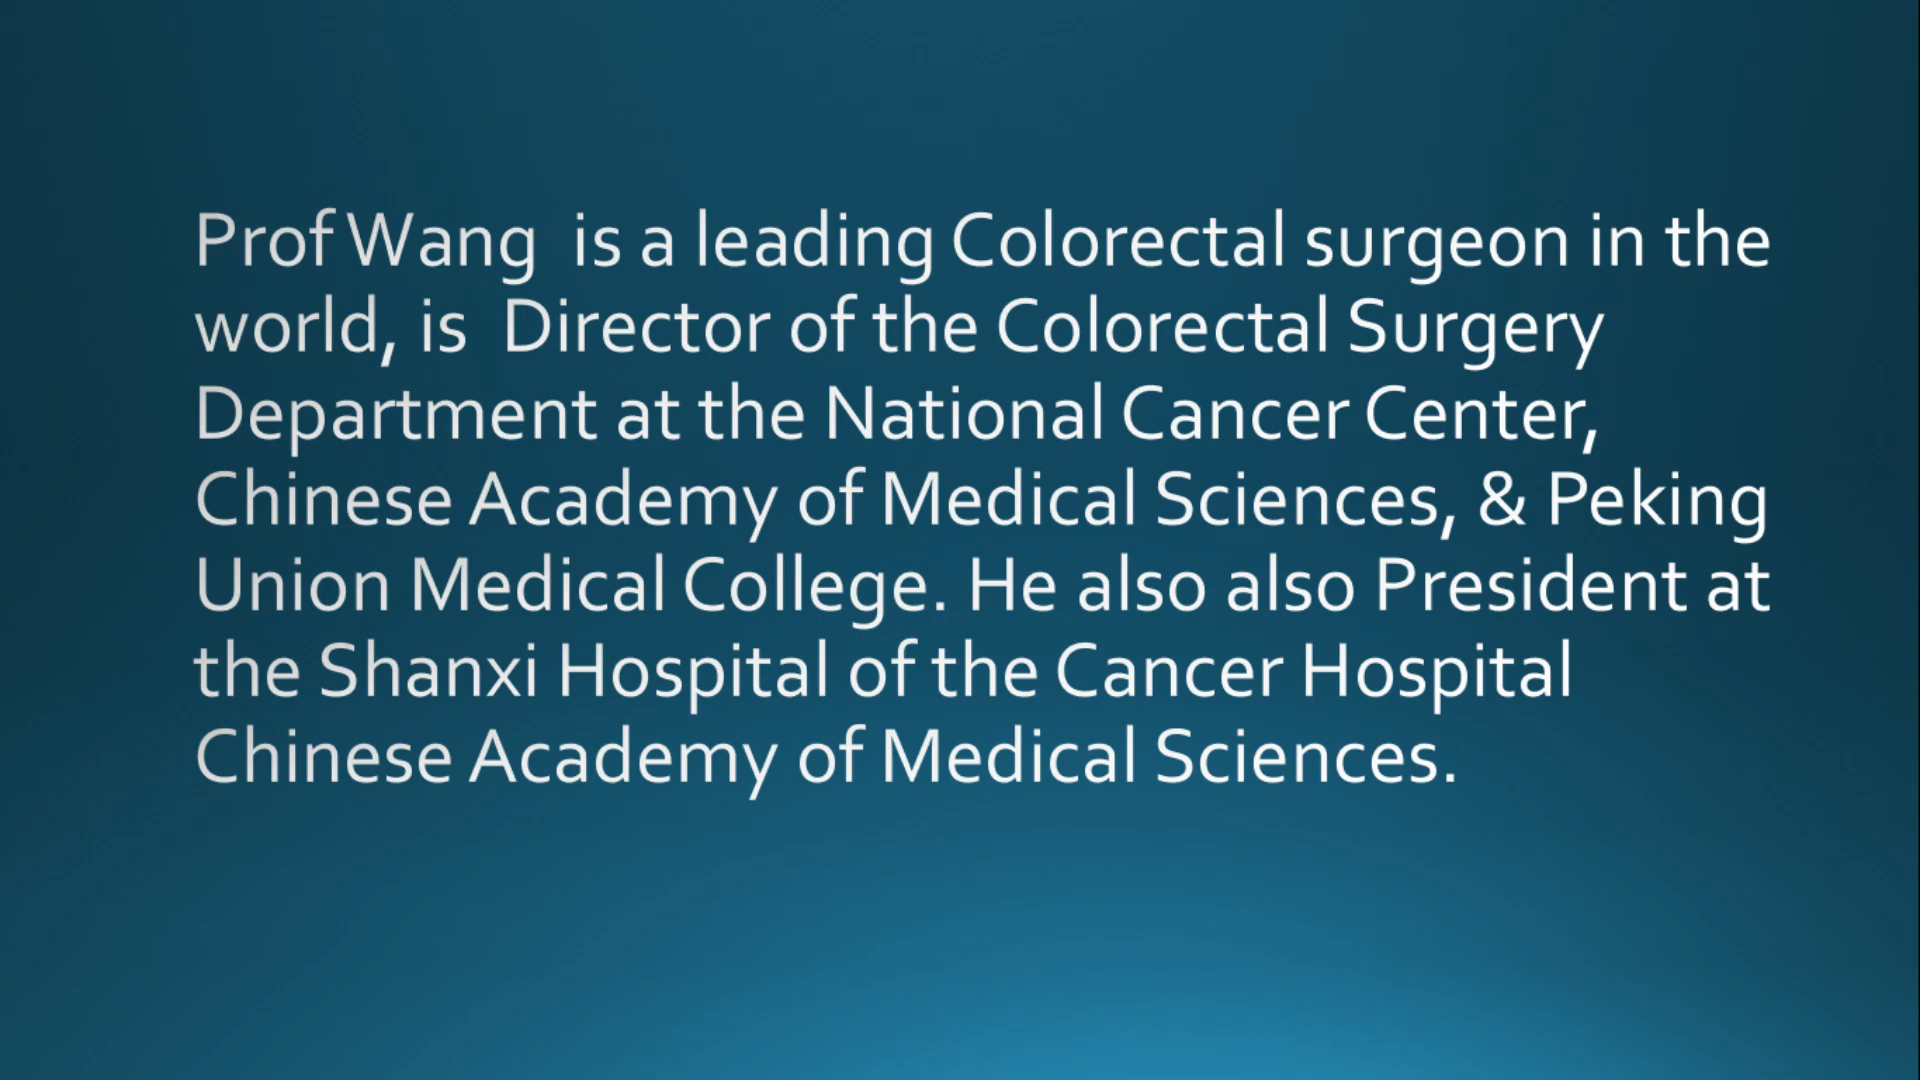 Prof Wang  is a leading Colorectal surgeon in the
world, is  Director of the Colorectal Surgery
Department at the National Cancer Center,
Chinese Academy of Medical Sciences, & Peking
Union Medical College. He also also President at
the Shanxi Hospital of the Cancer Hospital
Chinese Academy of Medical Sciences.